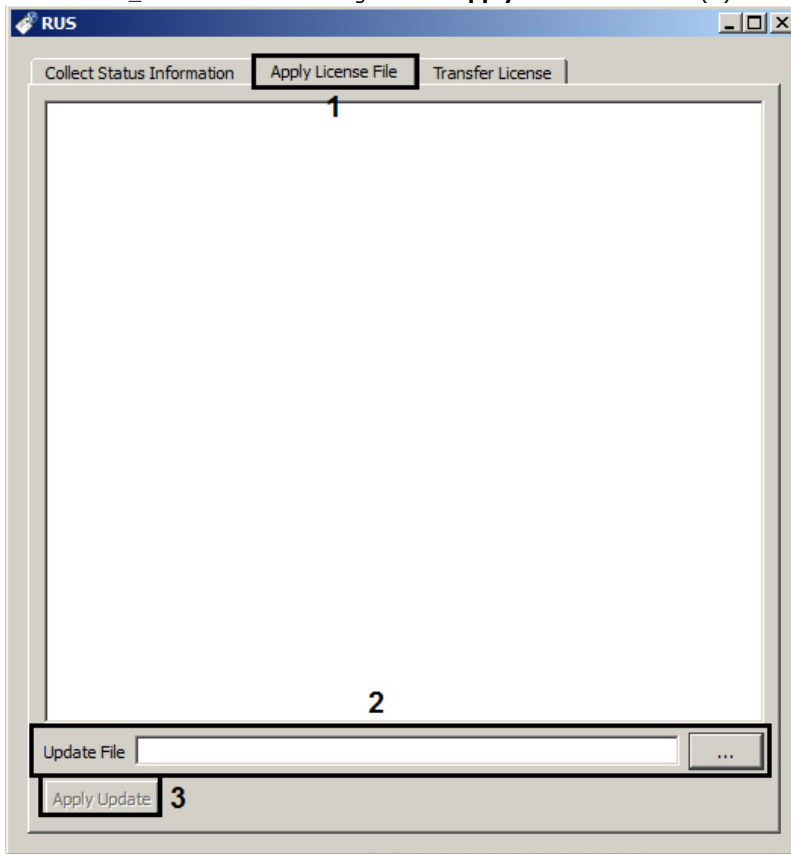 RUS
Collect Status Information Apply License File Transfer License
1
2
Update File ...
Apply Update 3